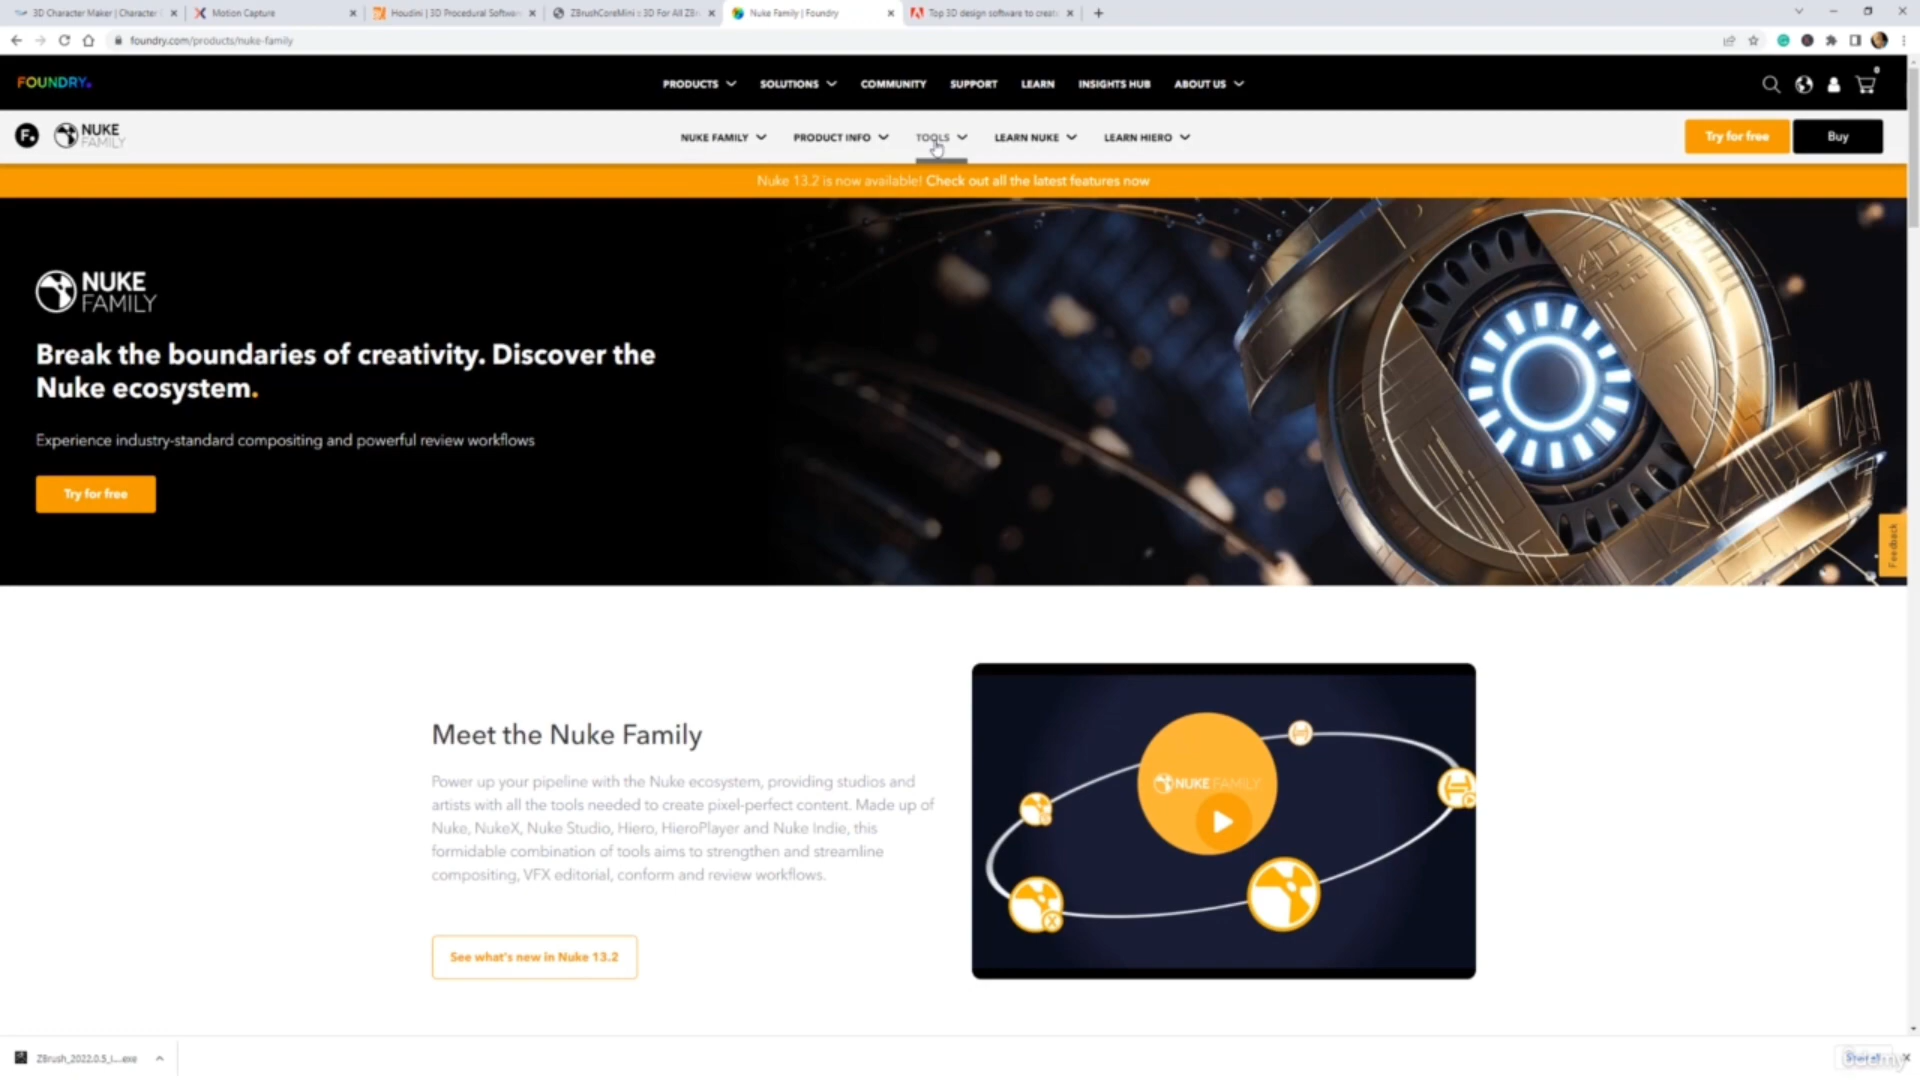 3D Character Maker | Character
Motion Capture
Houdini | 3D Procedural Softwar
ZBrushCoreMini :: 3D For All ZBr
Nuke Family | Foundry
Top 3D design software to creat
foundry.com/products/nuke-family
FOUNDRY.
PRODUCTS
SOLUTIONS
COMMUNITY
SUPPORT
LEARN
INSIGHTS HUB
ABOUT US
0
F.
NUKE
FAMILY
NUKE FAMILY
PRODUCT INFO
TOOLS
LEARN NUKE
LEARN HIERO
Try for free
Buy
Nuke 13.2 is now available! Check out all the latest features now
NUKE
FAMILY
Break the boundaries of creativity. Discover the
Nuke ecosystem.
Experience industry-standard compositing and powerful review workflows
Try for free
Feedback
Meet the Nuke Family
Power up your pipeline with the Nuke ecosystem, providing studios and
artists with all the tools needed to create pixel-perfect content. Made up of
Nuke, NukeX, Nuke Studio, Hiero, HieroPlayer and Nuke Indie, this
formidable combination of tools aims to strengthen and streamline
compositing, VFX editorial, conform and review workflows.
NUKE FAMILY
See what's new in Nuke 13.2
ZBrush_2022.0.5_I....exe
udemy